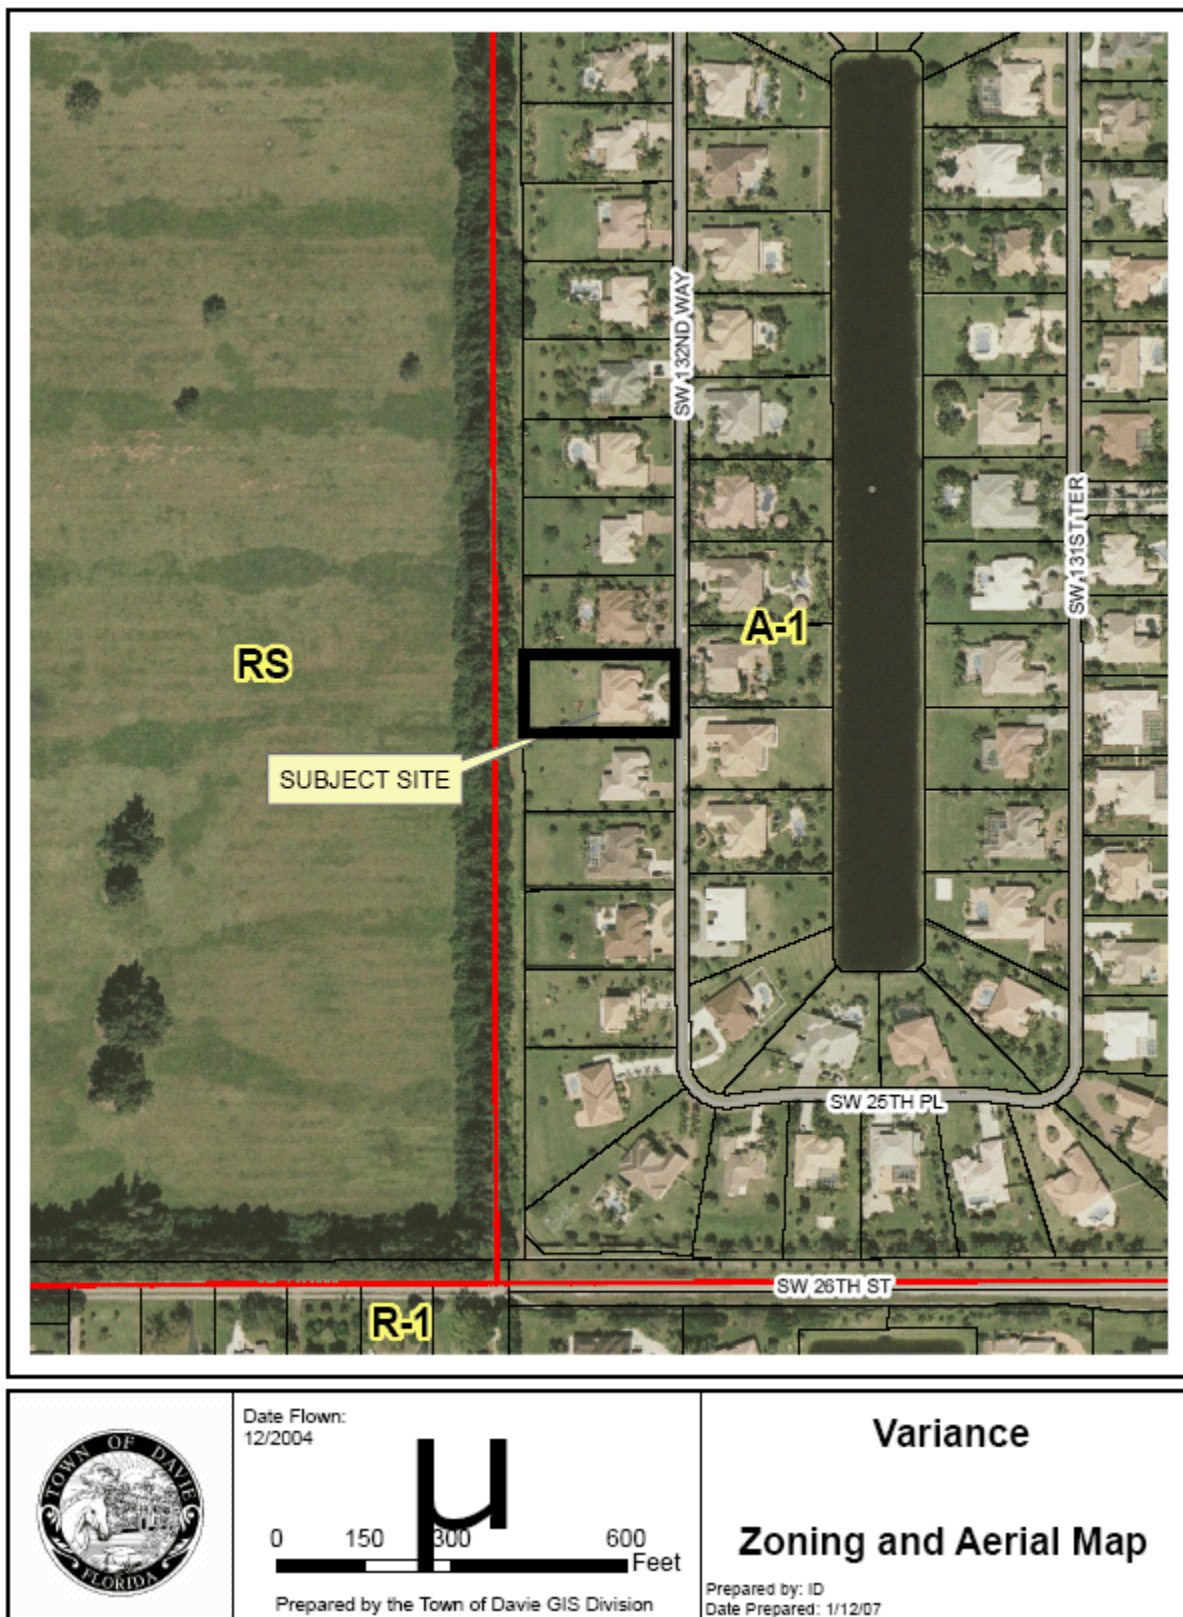 SW 132ND WAY
SW 131ST TER
A-1
RS
SUBJECT SITE
SW 25TH PL
SW 26TH ST
R-1
TOWN OF DAVIE
FLORIDA
Date Flown:
12/2004
µ
0 150 300 600
Feet
Prepared by the Town of Davie GIS Division
Variance
Zoning and Aerial Map
Prepared by: ID
Date Prepared: 1/12/07